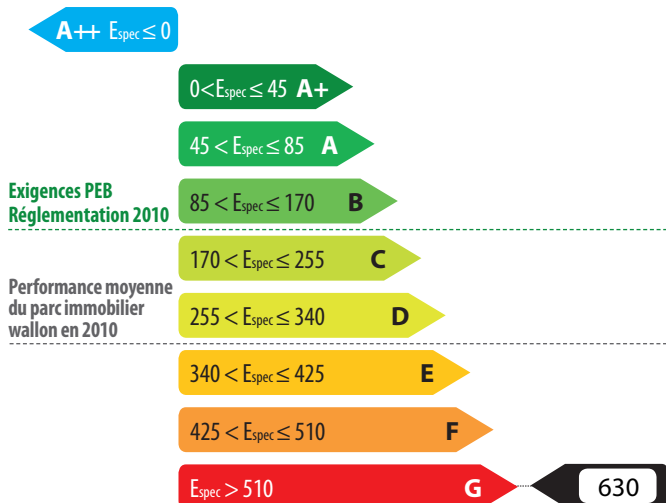 A++ Espec ≤ 0
0<Espec ≤ 45 A+
45 < Espec ≤ 85 A
Exigences PEB
Réglementation 2010
85 < Espec ≤ 170 B
170 < Espec ≤ 255 C
Performance moyenne
du parc immobilier
wallon en 2010
255 < Espec ≤ 340 D
340 < Espec ≤ 425 E
425 < Espec ≤ 510 F
Espec > 510 G
630